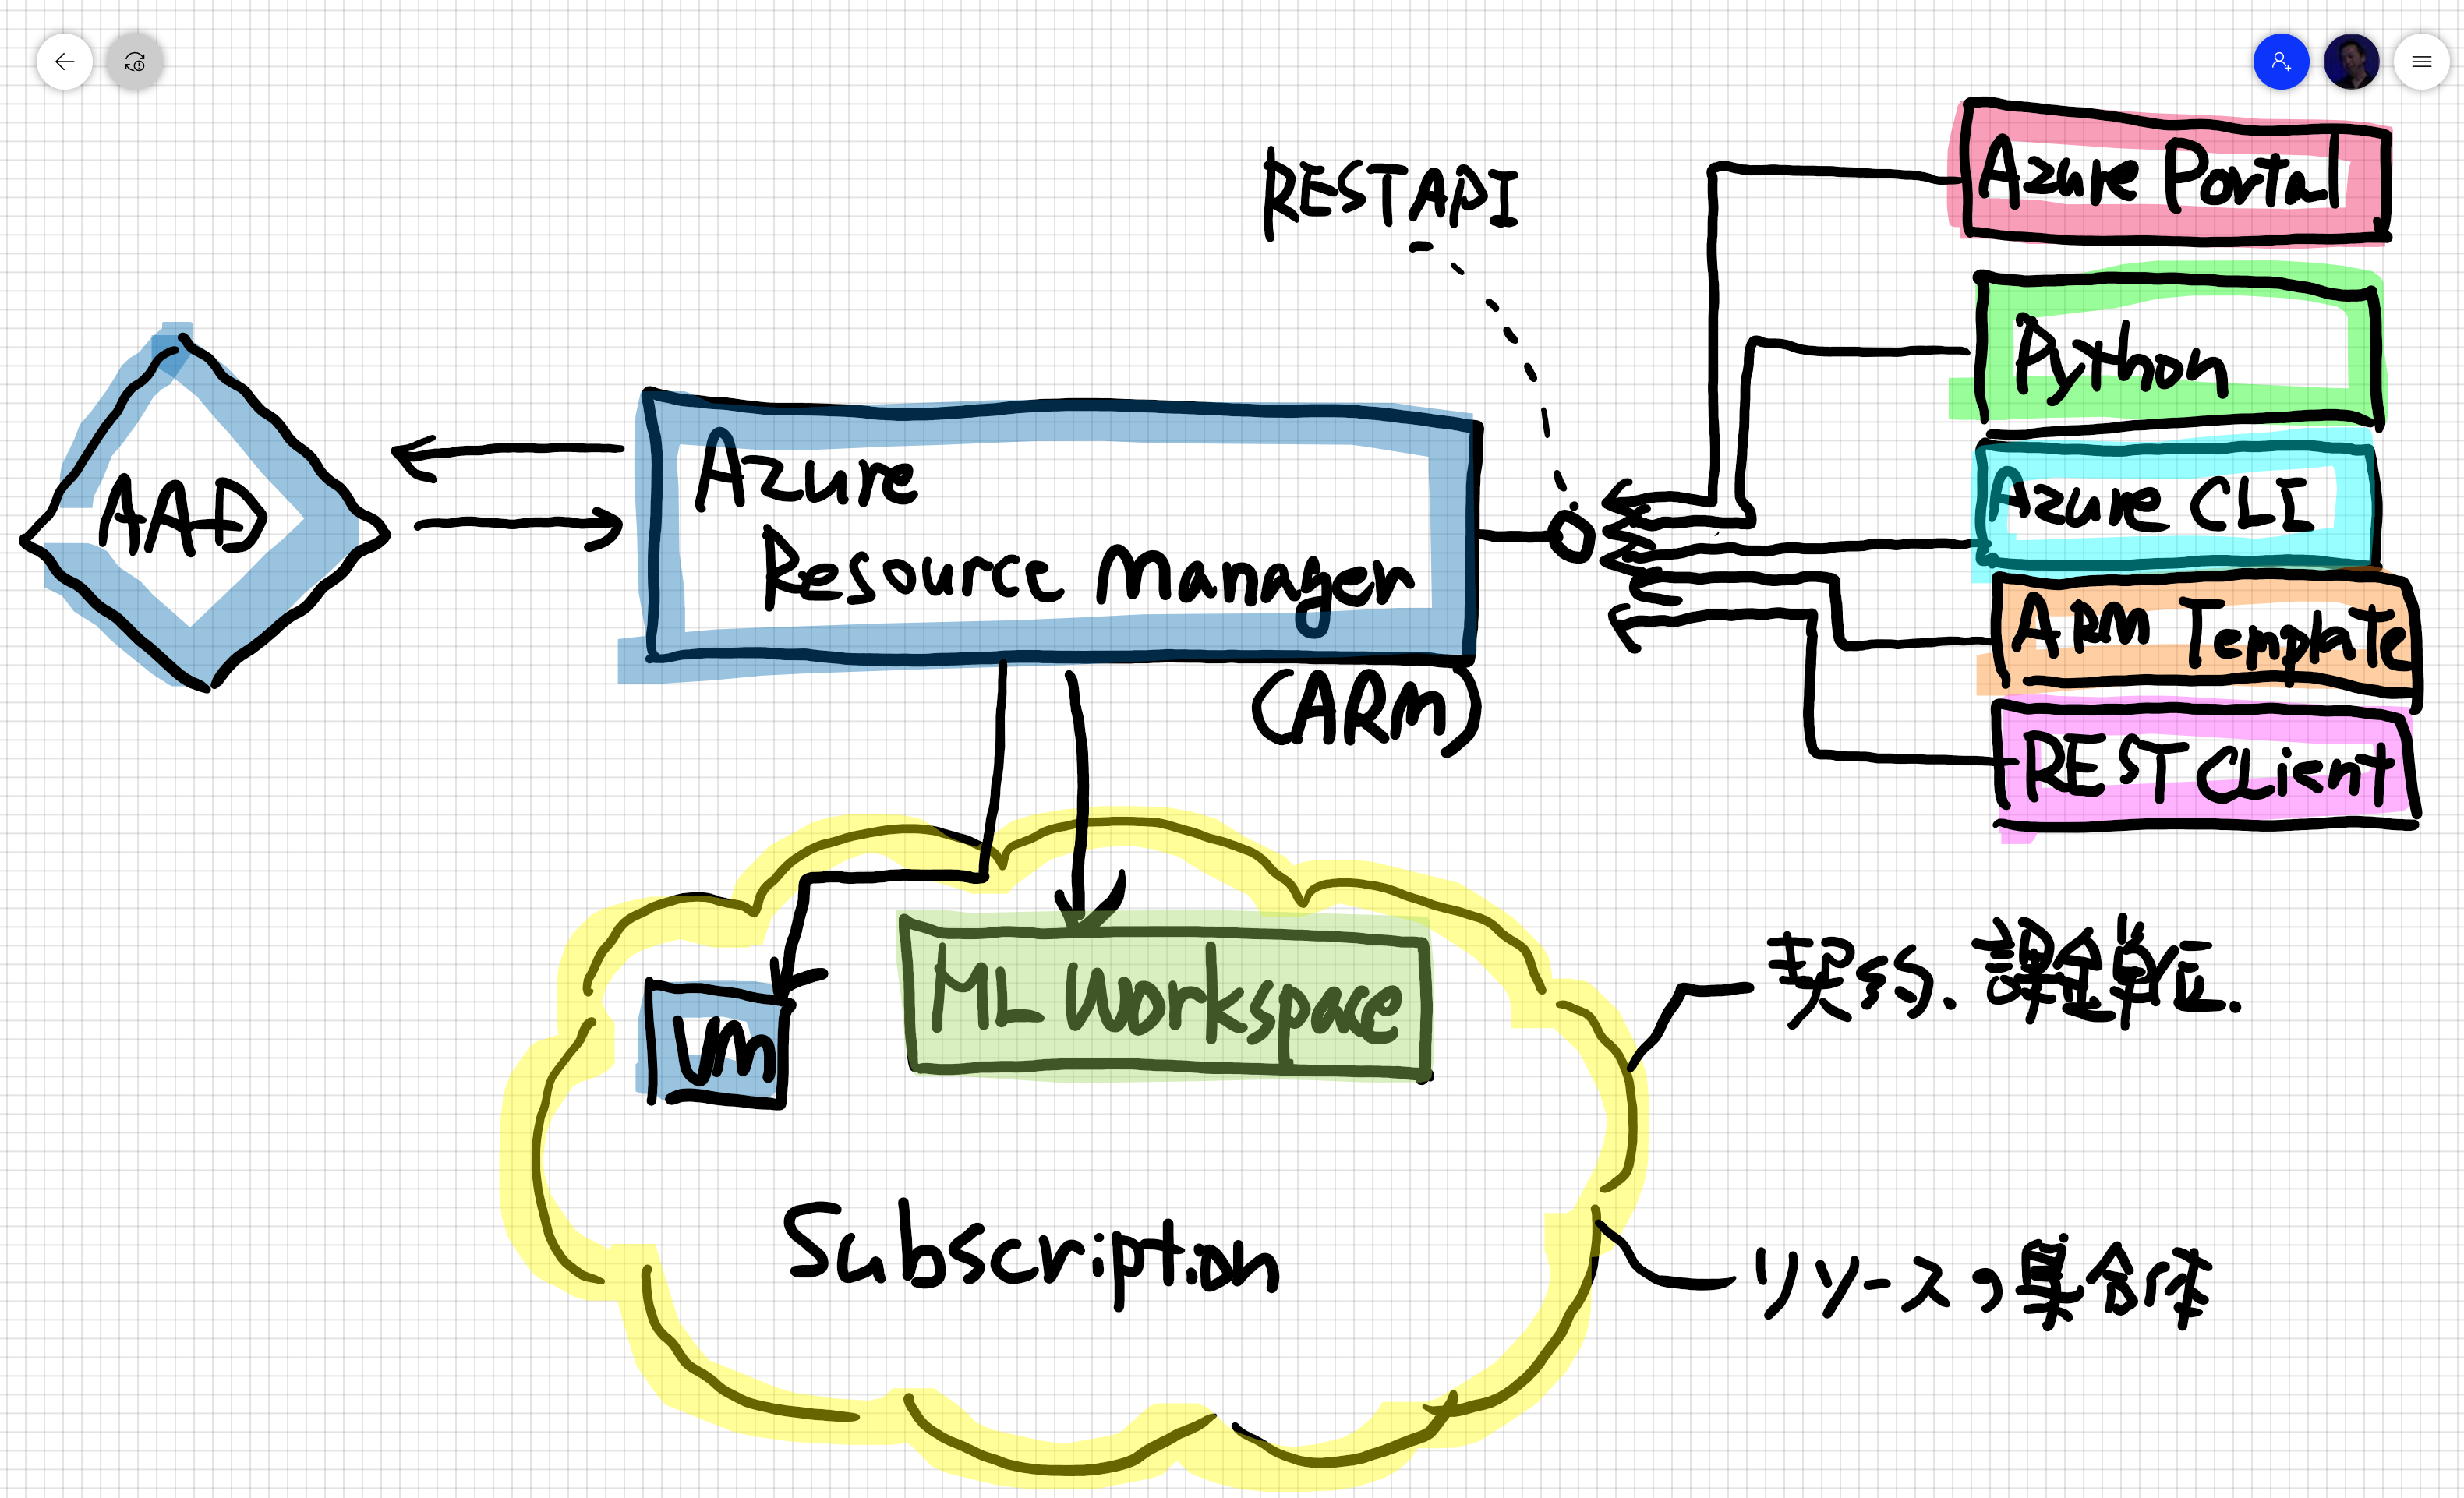 RESTAPI
Azure Portal
Python
AAD
Azure
Resource Manager
(ARM)
Azure CLI
ARM Template
REST CLient
VM
ML Workspace
Subscription
契約、課金単位.
リソースの集合体